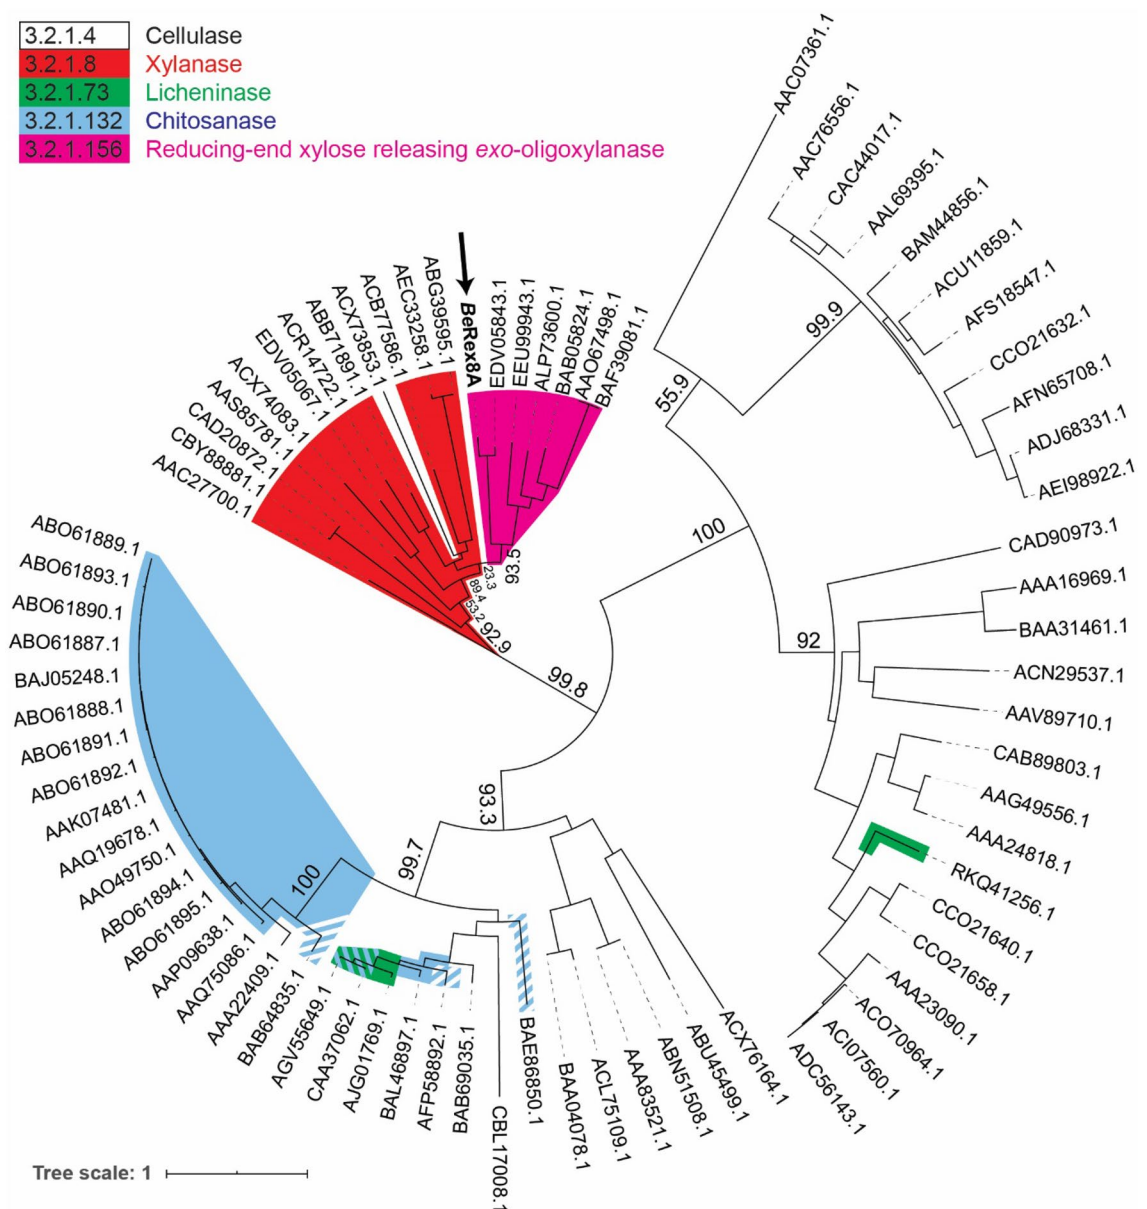 3.2.1.4 Cellulase
3.2.1.8 Xylanase
3.2.1.73 Licheninase
3.2.1.132 Chitosanase
3.2.1.156 Reducing-end xylose releasing exo-oligoxylanase
AAC07361.1
AAC76556.1
CAC44017.1
AAL69395.1
BAM44856.1
ACU11859.1
AFS18547.1
CCO21632.1
AFN65708.1
ADJ68331.1
AEI98922.1
CAD90973.1
AAA16969.1
BAA31461.1
ACN29537.1
AAV89710.1
CAB89803.1
AAG49556.1
AAA24818.1
RKQ41256.1
CCO21640.1
CCO21658.1
AAA23090.1
ACO70964.1
ACI07560.1
ADC56143.1
ACX76164.1
ABU45499.1
ABN51508.1
AAA83521.1
ACL75109.1
BAA04078.1
BAE86850.1
CBL17008.1
BAB69035.1
AFP58892.1
BAL46897.1
AJG01769.1
CAA37062.1
AGV55649.1
BAB64835.1
AAA22409.1
AAQ75086.1
AAP09638.1
ABO61895.1
ABO61894.1
AAO49750.1
AAQ19678.1
AAK07481.1
ABO61892.1
ABO61891.1
ABO61888.1
BAJ05248.1
ABO61887.1
ABO61890.1
ABO61893.1
ABO61889.1
AAC27700.1
CBY88881.1
CAD20872.1
AAS85781.1
ACX74083.1
EDV05067.1
ACR14722.1
ABB71891.1
ACX73853.1
ACB77586.1
AEC33258.1
ABG39595.1
BeRex8A
EDV05843.1
EEU99943.1
ALP73600.1
BAB05824.1
AAO67498.1
BAF39081.1
99.9
55.9
100
92
93.5
23.3
89.4
53.2
92.9
99.8
93.3
99.7
100
Tree scale: 1